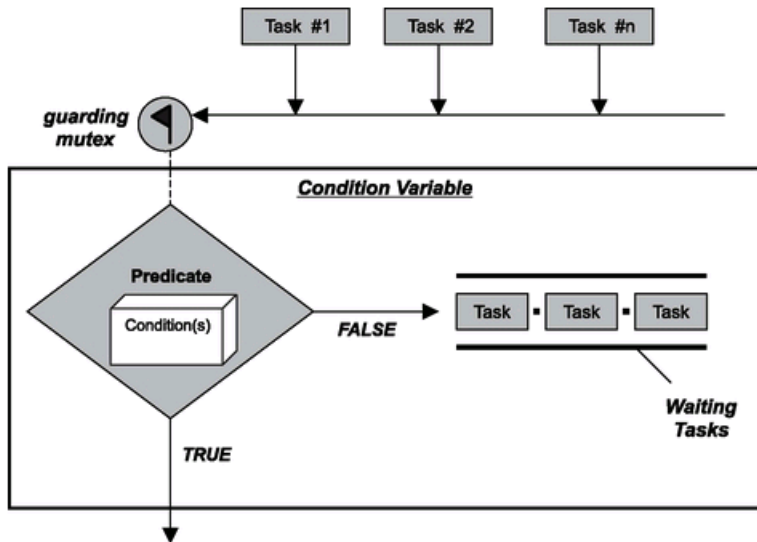 Task #1
Task #2
Task #n
guarding
mutex
Condition Variable
Predicate
Condition(s)
FALSE
Task
Task
Task
Waiting
Tasks
TRUE